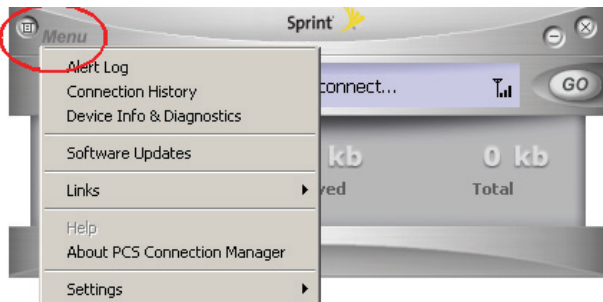 Sprint
Menu
Alert Log
Connection History
Device Info & Diagnostics
Software Updates
Links
Help
About PCS Connection Manager
Settings
connect...
GO
kb
0 kb
ved
Total